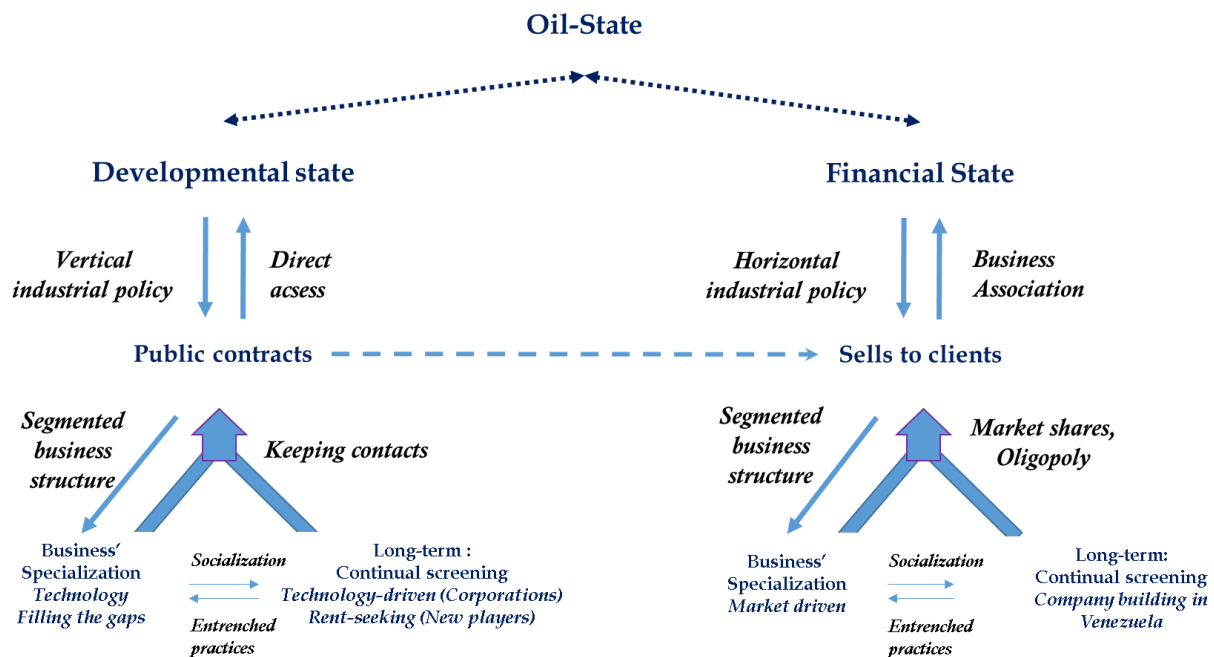 Oil-State
Developmental state
Financial State
Vertical
industrial policy
Direct
acsess
Horizontal
industrial policy
Business
Association
Public contracts
Sells to clients
Segmented
business
structure
Keeping contacts
Segmented
business
structure
Market shares,
Oligopoly
Business’
Specialization
Technology
Filling the gaps
Socialization
Entrenched
practices
Long-term :
Continual screening
Technology-driven (Corporations)
Rent-seeking (New players)
Business’
Specialization
Market driven
Socialization
Entrenched
practices
Long-term:
Continual screening
Company building in
Venezuela